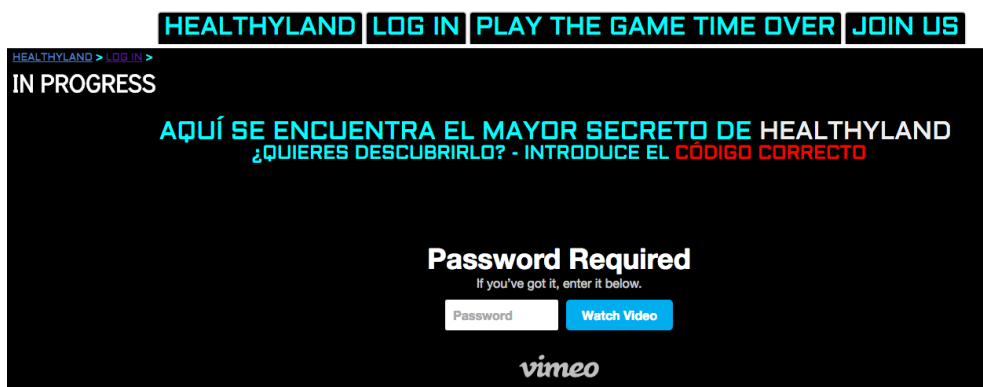 HEALTHYLAND LOG IN PLAY THE GAME TIME OVER JOIN US
HEALTHYLAND > LOG IN >
IN PROGRESS
AQUÍ SE ENCUENTRA EL MAYOR SECRETO DE HEALTHYLAND
¿QUIERES DESCUBRIRLO? - INTRODUCE EL CÓDIGO CORRECTO
Password Required
If you've got it, enter it below.
Password Watch Video
vimeo